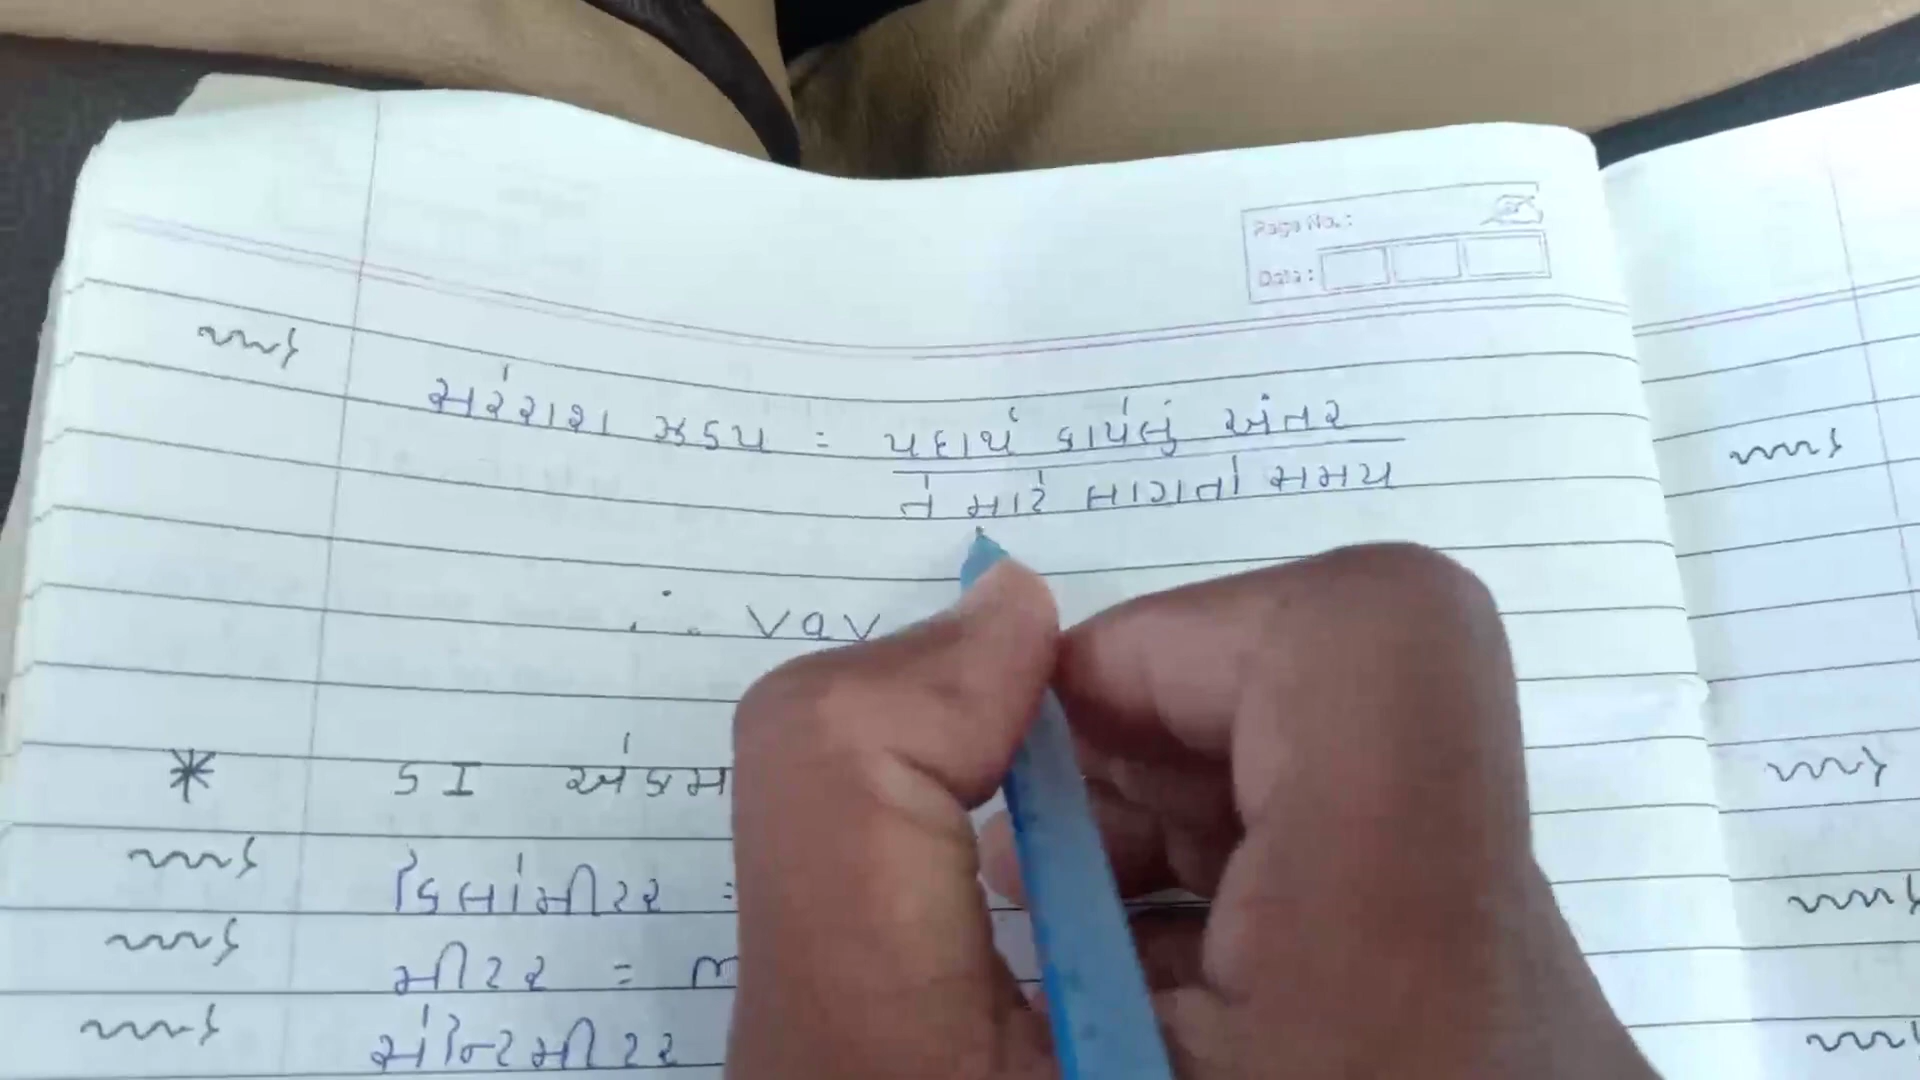 Page No. :
Date :
સરેરાશ ઝડપ = પદાર્થે કાપેલું અંતર
તે માટે લાગતો સમય
∴ Vav
* SI એકમ
કિલોમીટર =
મીટર = m
સેન્ટિમીટર